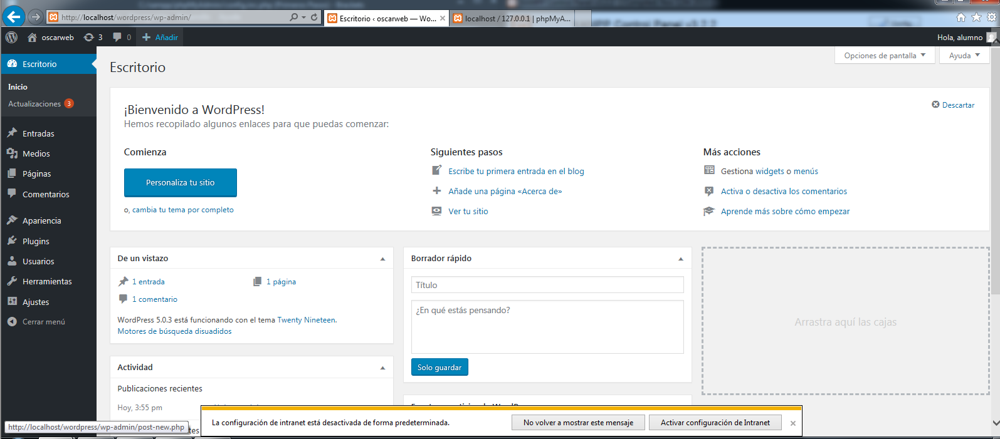 http://localhost/wordpress/wp-admin/
Escritorio ‹ oscarweb — Wo...
localhost / 127.0.0.1 | phpMyA...
oscarweb
3
0
Añadir
Hola, alumno
Escritorio
Inicio
Actualizaciones 3
Entradas
Medios
Páginas
Comentarios
Apariencia
Plugins
Usuarios
Herramientas
Ajustes
Cerrar menú
Escritorio
Opciones de pantalla
Ayuda
¡Bienvenido a WordPress!
Descartar
Hemos recopilado algunos enlaces para que puedas comenzar:
Comienza
Personaliza tu sitio
o, cambia tu tema por completo
Siguientes pasos
Escribe tu primera entrada en el blog
Añade una página «Acerca de»
Ver tu sitio
Más acciones
Gestiona widgets o menús
Activa o desactiva los comentarios
Aprende más sobre cómo empezar
De un vistazo
1 entrada
1 página
1 comentario
WordPress 5.0.3 está funcionando con el tema Twenty Nineteen.
Motores de búsqueda disuadidos
Actividad
Publicaciones recientes
Hoy, 3:55 pm
Borrador rápido
Título
¿En qué estás pensando?
Solo guardar
Arrastra aquí las cajas
La configuración de intranet está desactivada de forma predeterminada.
No volver a mostrar este mensaje
Activar configuración de Intranet
http://localhost/wordpress/wp-admin/post-new.php